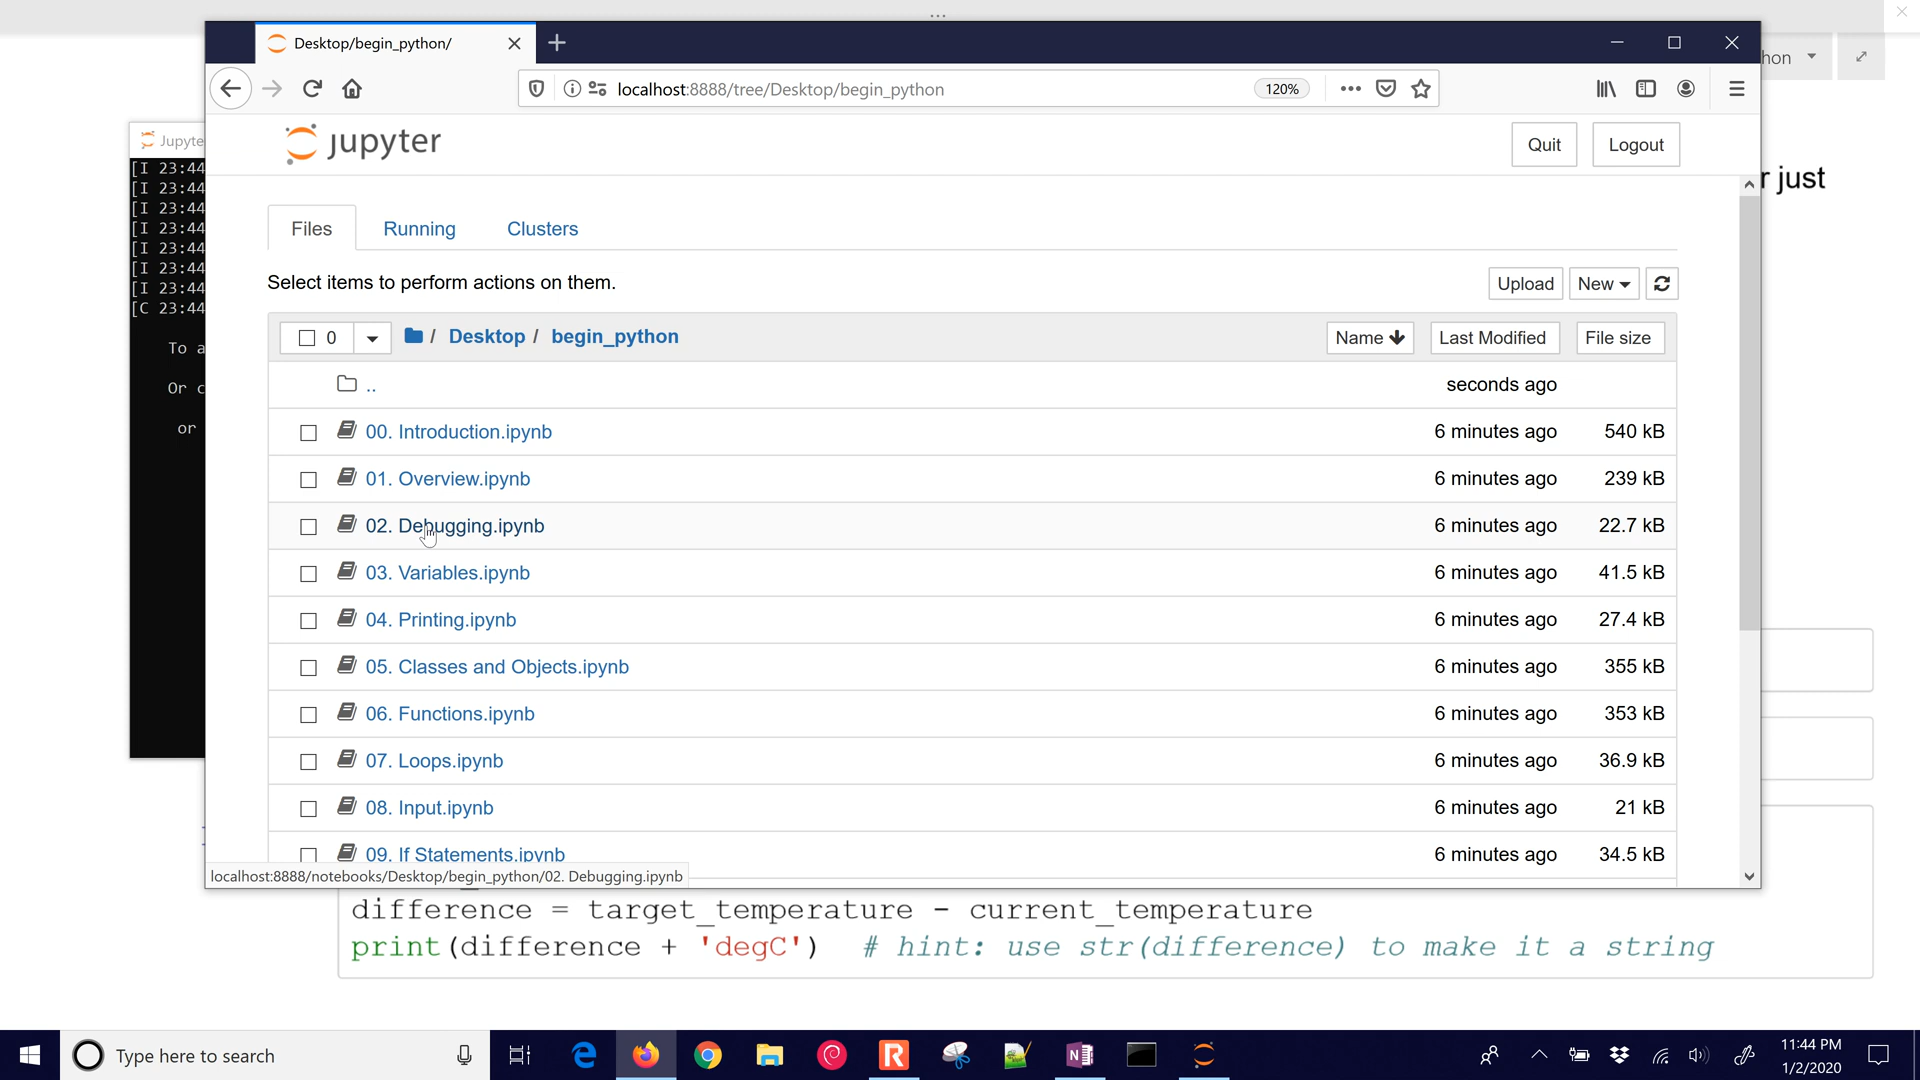 Desktop/begin_python/
hon
localhost:8888/tree/Desktop/begin_python
120%
jupyter
Quit
Logout
Jupyte
[I 23:44
[I 23:44
[I 23:44
[I 23:44
[I 23:44
[I 23:44
[I 23:44
[C 23:44
To a
Or c
or
r just
Files
Running
Clusters
Select items to perform actions on them.
Upload
New
0
/ Desktop / begin_python
Name
Last Modified
File size
.. seconds ago
00. Introduction.ipynb 6 minutes ago 540 kB
01. Overview.ipynb 6 minutes ago 239 kB
02. Debugging.ipynb 6 minutes ago 22.7 kB
03. Variables.ipynb 6 minutes ago 41.5 kB
04. Printing.ipynb 6 minutes ago 27.4 kB
05. Classes and Objects.ipynb 6 minutes ago 355 kB
06. Functions.ipynb 6 minutes ago 353 kB
07. Loops.ipynb 6 minutes ago 36.9 kB
08. Input.ipynb 6 minutes ago 21 kB
09. If Statements.ipynb 6 minutes ago 34.5 kB
localhost:8888/notebooks/Desktop/begin_python/02. Debugging.ipynb
difference = target_temperature - current_temperature
print(difference + 'degC') # hint: use str(difference) to make it a string
Type here to search
11:44 PM
1/2/2020